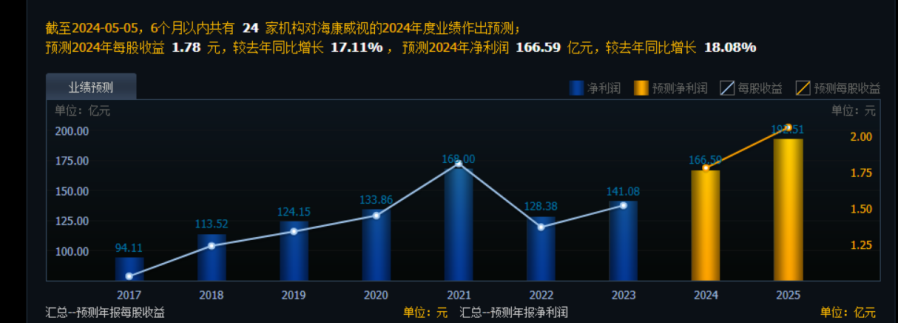 截至2024-05-05，6个月以内共有 24 家机构对海康威视的2024年度业绩作出预测；
预测2024年每股收益 1.78 元，较去年同比增长 17.11%， 预测2024年净利润 166.59 亿元，较去年同比增长 18.08%
业绩预测
净利润 预测净利润 每股收益 预测每股收益
单位：亿元 单位：元
200.00 175.00 150.00 125.00 100.00
94.11 113.52 124.15 133.86 168.00 128.38 141.08 166.59
2.00 1.75 1.50 1.25
2017 2018 2019 2020 2021 2022 2023 2024 2025
汇总--预测年报每股收益 单位：元 汇总--预测年报净利润 单位：亿元